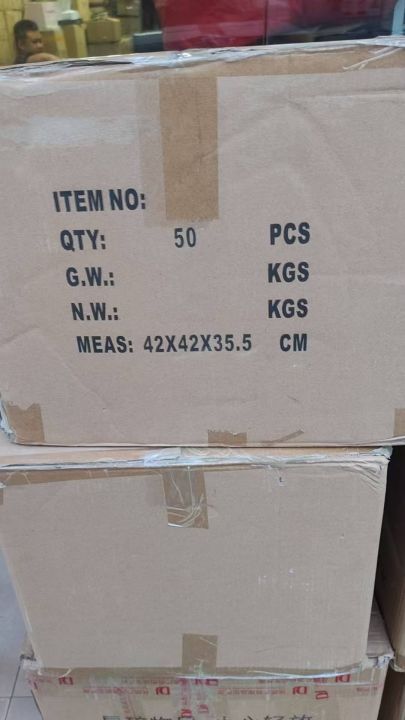 ITEM NO:
QTY: 50 PCS
G.W.: KGS
N.W.: KGS
MEAS: 42X42X35.5 CM